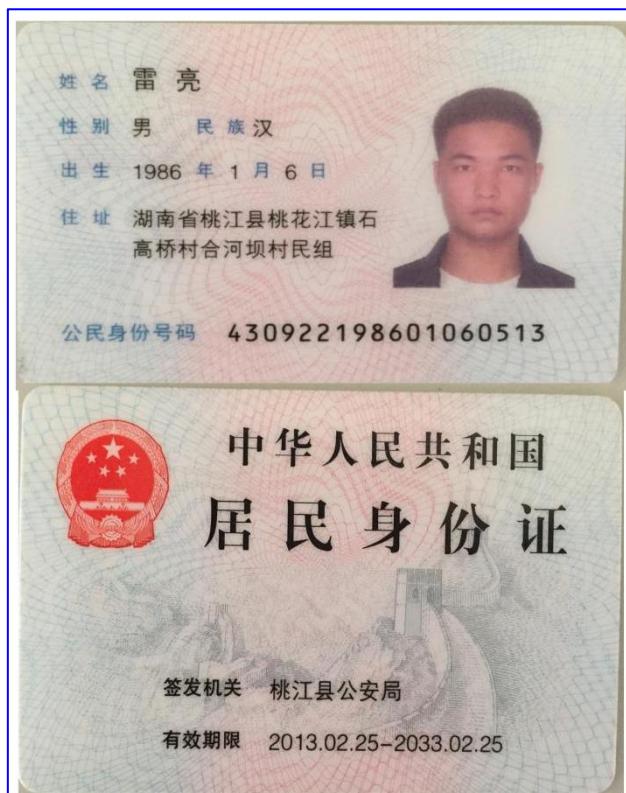 姓名 雷亮
性别 男 民族 汉
出生 1986 年 1 月 6 日
住址 湖南省桃江县桃花江镇石
高桥村合河坝村民组
公民身份号码 430922198601060513
中华人民共和国
居民身份证
签发机关 桃江县公安局
有效期限 2013.02.25-2033.02.25